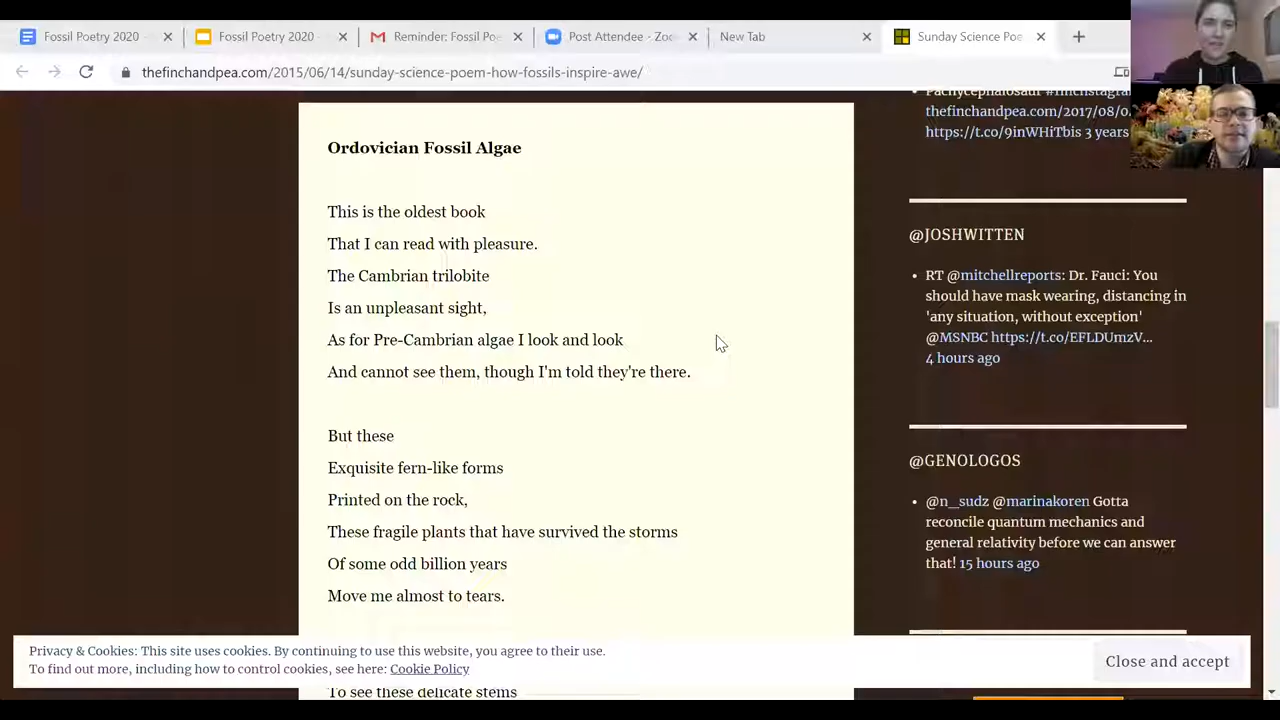 Fossil Poetry 2020 -
Fossil Poetry 2020 -
Reminder: Fossil Po
Post Attendee - Zo
New Tab
Sunday Science Poe
thefinchandpea.com/2015/06/14/sunday-science-poem-how-fossils-inspire-awe/
Ordovician Fossil Algae
This is the oldest book
That I can read with pleasure.
The Cambrian trilobite
Is an unpleasant sight,
As for Pre-Cambrian algae I look and look
And cannot see them, though I'm told they're there.
But these
Exquisite fern-like forms
Printed on the rock,
These fragile plants that have survived the storms
Of some odd billion years
Move me almost to tears.
To see these delicate stems
Pachycephalosaur #finchstagra
thefinchandpea.com/2017/08/0
https://t.co/9inWHiTbis 3 years
@JOSHWITTEN
RT @mitchellreports: Dr. Fauci: You
should have mask wearing, distancing in
'any situation, without exception'
@MSNBC https://t.co/EFLDUmzV...
4 hours ago
@GENOLOGOS
@n_sudz @marinakoren Gotta
reconcile quantum mechanics and
general relativity before we can answer
that! 15 hours ago
Privacy & Cookies: This site uses cookies. By continuing to use this website, you agree to their use.
To find out more, including how to control cookies, see here: Cookie Policy
Close and accept